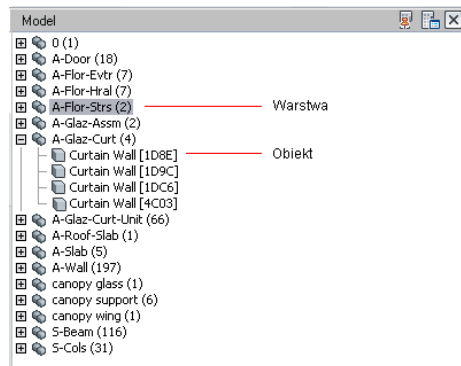 Model
0 (1)
A-Door (18)
A-Flor-Evtr (7)
A-Flor-Hral (7)
A-Flor-Strs (2) Warstwa
A-Glaz-Assm (2)
A-Glaz-Curt (4)
Curtain Wall [1D8E] Obiekt
Curtain Wall [1D9C]
Curtain Wall [1DC6]
Curtain Wall [4C03]
A-Glaz-Curt-Unit (66)
A-Roof-Slab (1)
A-Slab (5)
A-Wall (197)
canopy glass (1)
canopy support (6)
canopy wing (1)
S-Beam (116)
S-Cols (31)